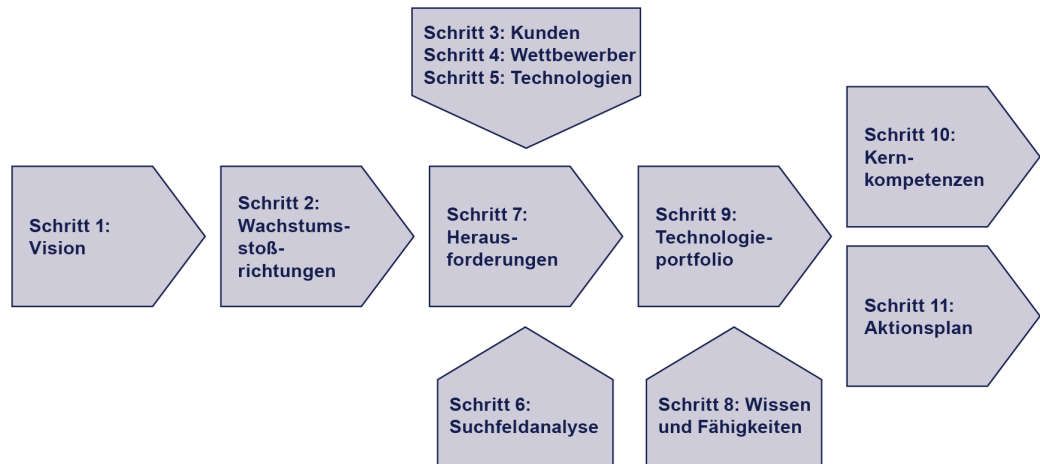 Schritt 3: Kunden
Schritt 4: Wettbewerber
Schritt 5: Technologien
Schritt 1:
Vision
Schritt 2:
Wachstums-
stoß-
richtungen
Schritt 7:
Heraus-
forderungen
Schritt 9:
Technologie-
portfolio
Schritt 10:
Kern-
kompetenzen
Schritt 11:
Aktionsplan
Schritt 6:
Suchfeldanalyse
Schritt 8: Wissen
und Fähigkeiten